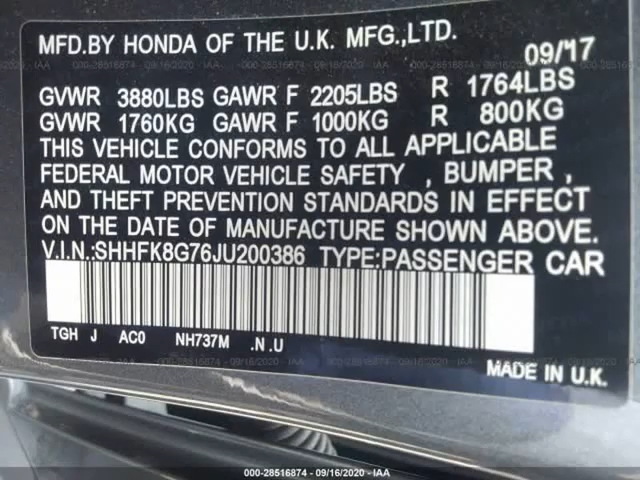 MFD.BY HONDA OF THE U.K. MFG.,LTD.
09/17
GVWR 3880LBS GAWR F 2205LBS R 1764LBS
GVWR 1760KG GAWR F 1000KG R 800KG
THIS VEHICLE CONFORMS TO ALL APPLICABLE
FEDERAL MOTOR VEHICLE SAFETY , BUMPER ,
AND THEFT PREVENTION STANDARDS IN EFFECT
ON THE DATE OF MANUFACTURE SHOWN ABOVE.
V.I.N.:SHHFK8G76JU200386 TYPE:PASSENGER CAR
TGH J AC0 NH737M .N.U
MADE IN U.K.
000-28516874 - 09/16/2020 - IAA